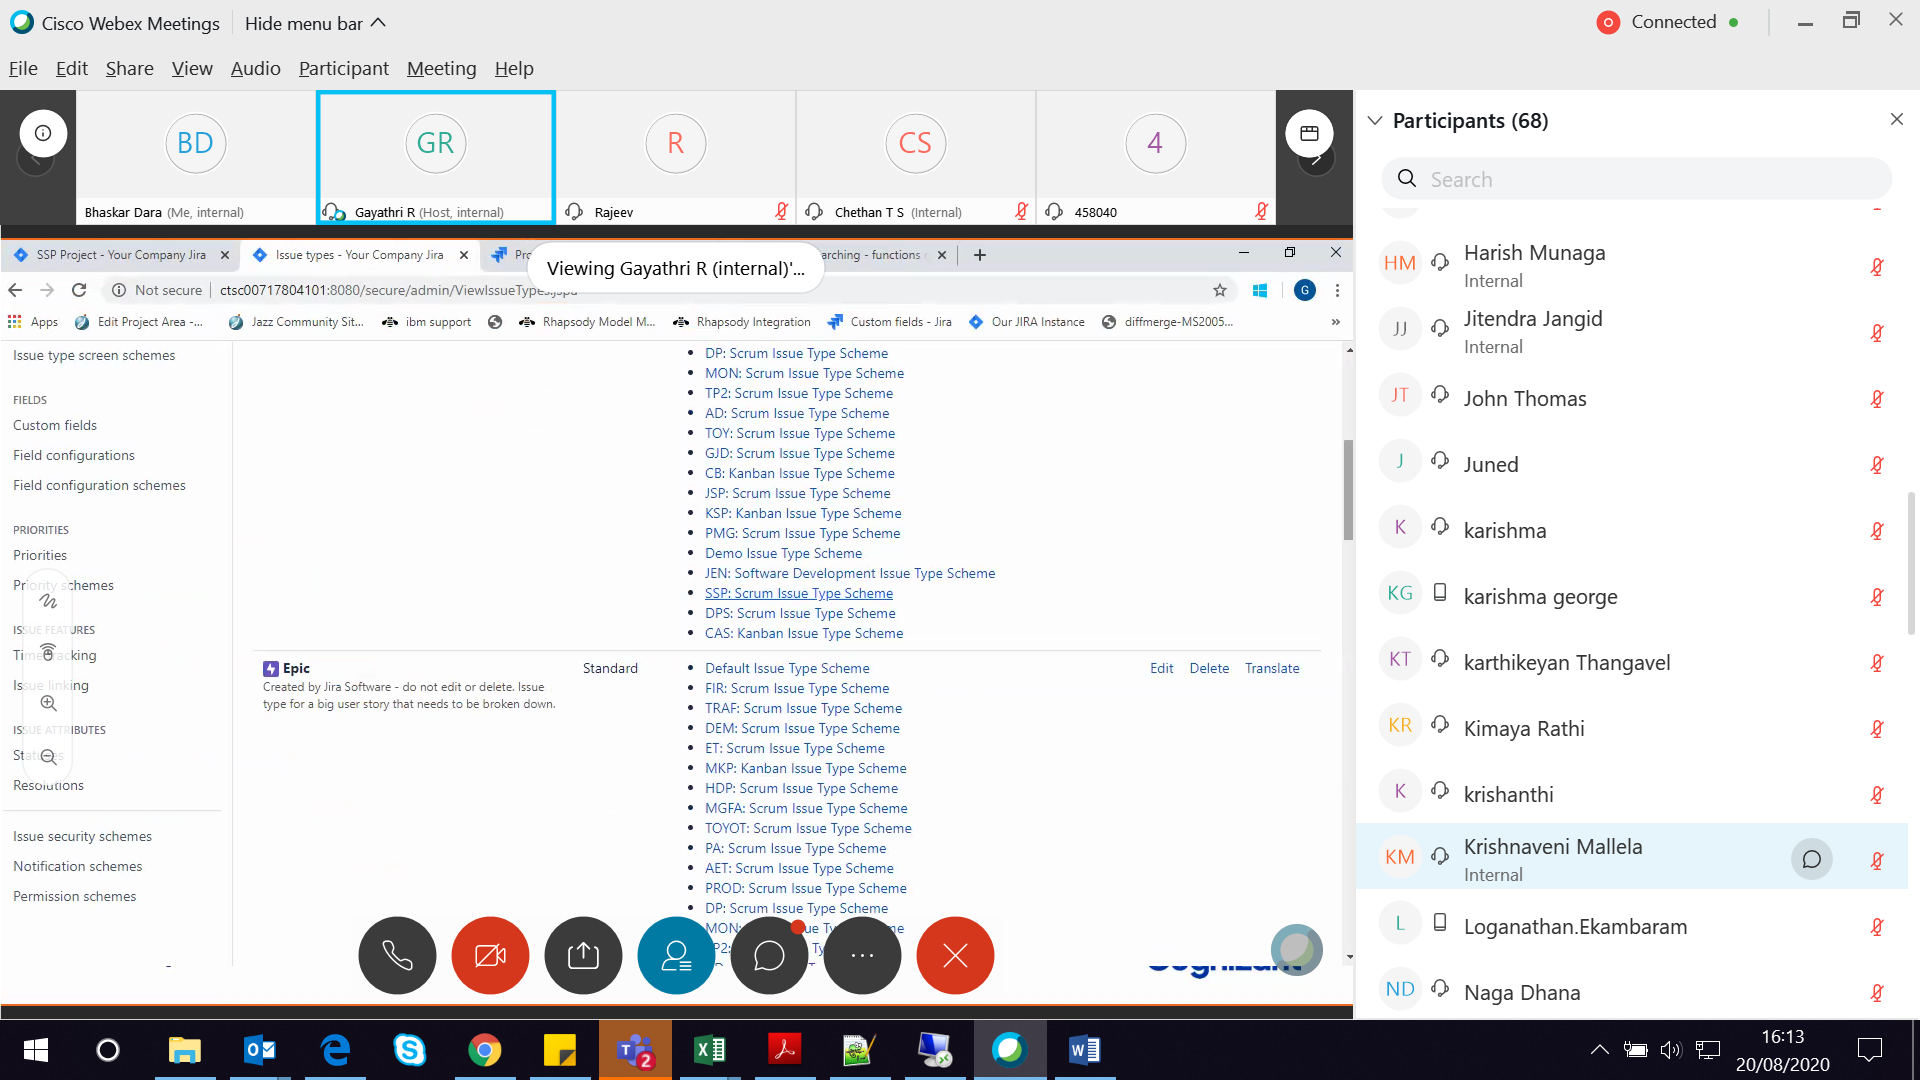 Cisco Webex Meetings
Hide menu bar
Connected
File Edit Share View Audio Participant Meeting Help
BD
GR
R
CS
4
Bhaskar Dara (Me, internal)
Gayathri R (Host, internal)
Rajeev
Chethan T S (Internal)
458040
SSP Project - Your Company Jira
Issue types - Your Company Jira
Viewing Gayathri R (internal)'...
arching - functions
Not secure
ctsc00717804101:8080/secure/admin/ViewIssueTypes.jspa
G
Apps
Edit Project Area -...
Jazz Community Sit...
ibm support
Rhapsody Model M...
Rhapsody Integration
Custom fields - Jira
Our JIRA Instance
diffmerge-MS2005...
»
Issue type screen schemes
FIELDS
Custom fields
Field configurations
Field configuration schemes
PRIORITIES
Priorities
Priority schemes
ISSUE FEATURES
Time tracking
Issue linking
ISSUE ATTRIBUTES
Statuses
Resolutions
Issue security schemes
Notification schemes
Permission schemes
DP: Scrum Issue Type Scheme
MON: Scrum Issue Type Scheme
TP2: Scrum Issue Type Scheme
AD: Scrum Issue Type Scheme
TOY: Scrum Issue Type Scheme
GJD: Scrum Issue Type Scheme
CB: Kanban Issue Type Scheme
JSP: Scrum Issue Type Scheme
KSP: Kanban Issue Type Scheme
PMG: Scrum Issue Type Scheme
Demo Issue Type Scheme
JEN: Software Development Issue Type Scheme
SSP: Scrum Issue Type Scheme
DPS: Scrum Issue Type Scheme
CAS: Kanban Issue Type Scheme
Epic
Created by Jira Software - do not edit or delete. Issue
type for a big user story that needs to be broken down.
Standard
Default Issue Type Scheme
FIR: Scrum Issue Type Scheme
TRAF: Scrum Issue Type Scheme
DEM: Scrum Issue Type Scheme
ET: Scrum Issue Type Scheme
MKP: Kanban Issue Type Scheme
HDP: Scrum Issue Type Scheme
MGFA: Scrum Issue Type Scheme
TOYOT: Scrum Issue Type Scheme
PA: Scrum Issue Type Scheme
AET: Scrum Issue Type Scheme
PROD: Scrum Issue Type Scheme
DP: Scrum Issue Type Scheme
Edit Delete Translate
Cognizant
Participants (68)
Search
HM
Harish Munaga
Internal
JJ
Jitendra Jangid
Internal
JT
John Thomas
J
Juned
K
karishma
KG
karishma george
KT
karthikeyan Thangavel
KR
Kimaya Rathi
K
krishanthi
KM
Krishnaveni Mallela
Internal
L
Loganathan.Ekambaram
ND
Naga Dhana
2
16:13
20/08/2020